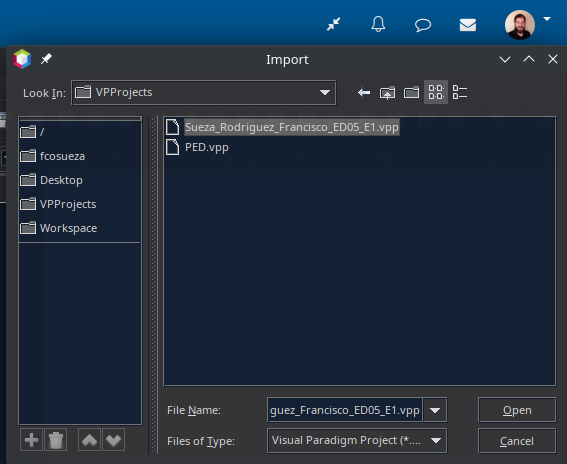 Import
Look In: VPProjects
/
fcosueza
Desktop
VPProjects
Workspace
Sueza_Rodriguez_Francisco_ED05_E1.vpp
PED.vpp
File Name: guez_Francisco_ED05_E1.vpp
Open
Files of Type: Visual Paradigm Project (*....
Cancel